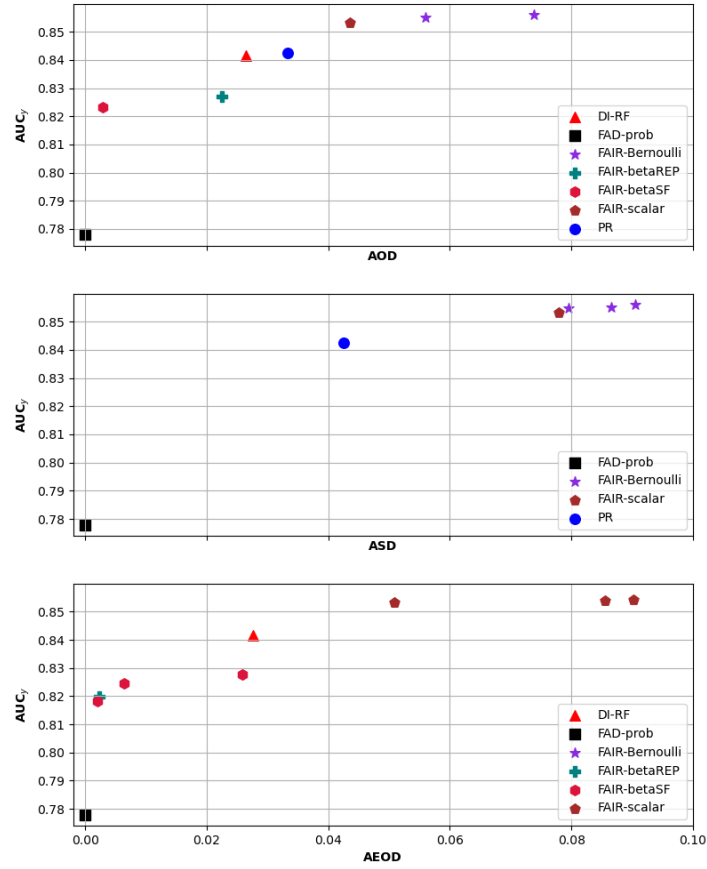 0.85
0.84
0.83
0.82
0.81
0.80
0.79
0.78
AUCy
DI-RF
FAD-prob
FAIR-Bernoulli
FAIR-betaREP
FAIR-betaSF
FAIR-scalar
PR
AOD
0.85
0.84
0.83
0.82
0.81
0.80
0.79
0.78
AUCy
FAD-prob
FAIR-Bernoulli
FAIR-scalar
PR
ASD
0.85
0.84
0.83
0.82
0.81
0.80
0.79
0.78
AUCy
DI-RF
FAD-prob
FAIR-Bernoulli
FAIR-betaREP
FAIR-betaSF
FAIR-scalar
0.00 0.02 0.04 0.06 0.08 0.10
AEOD